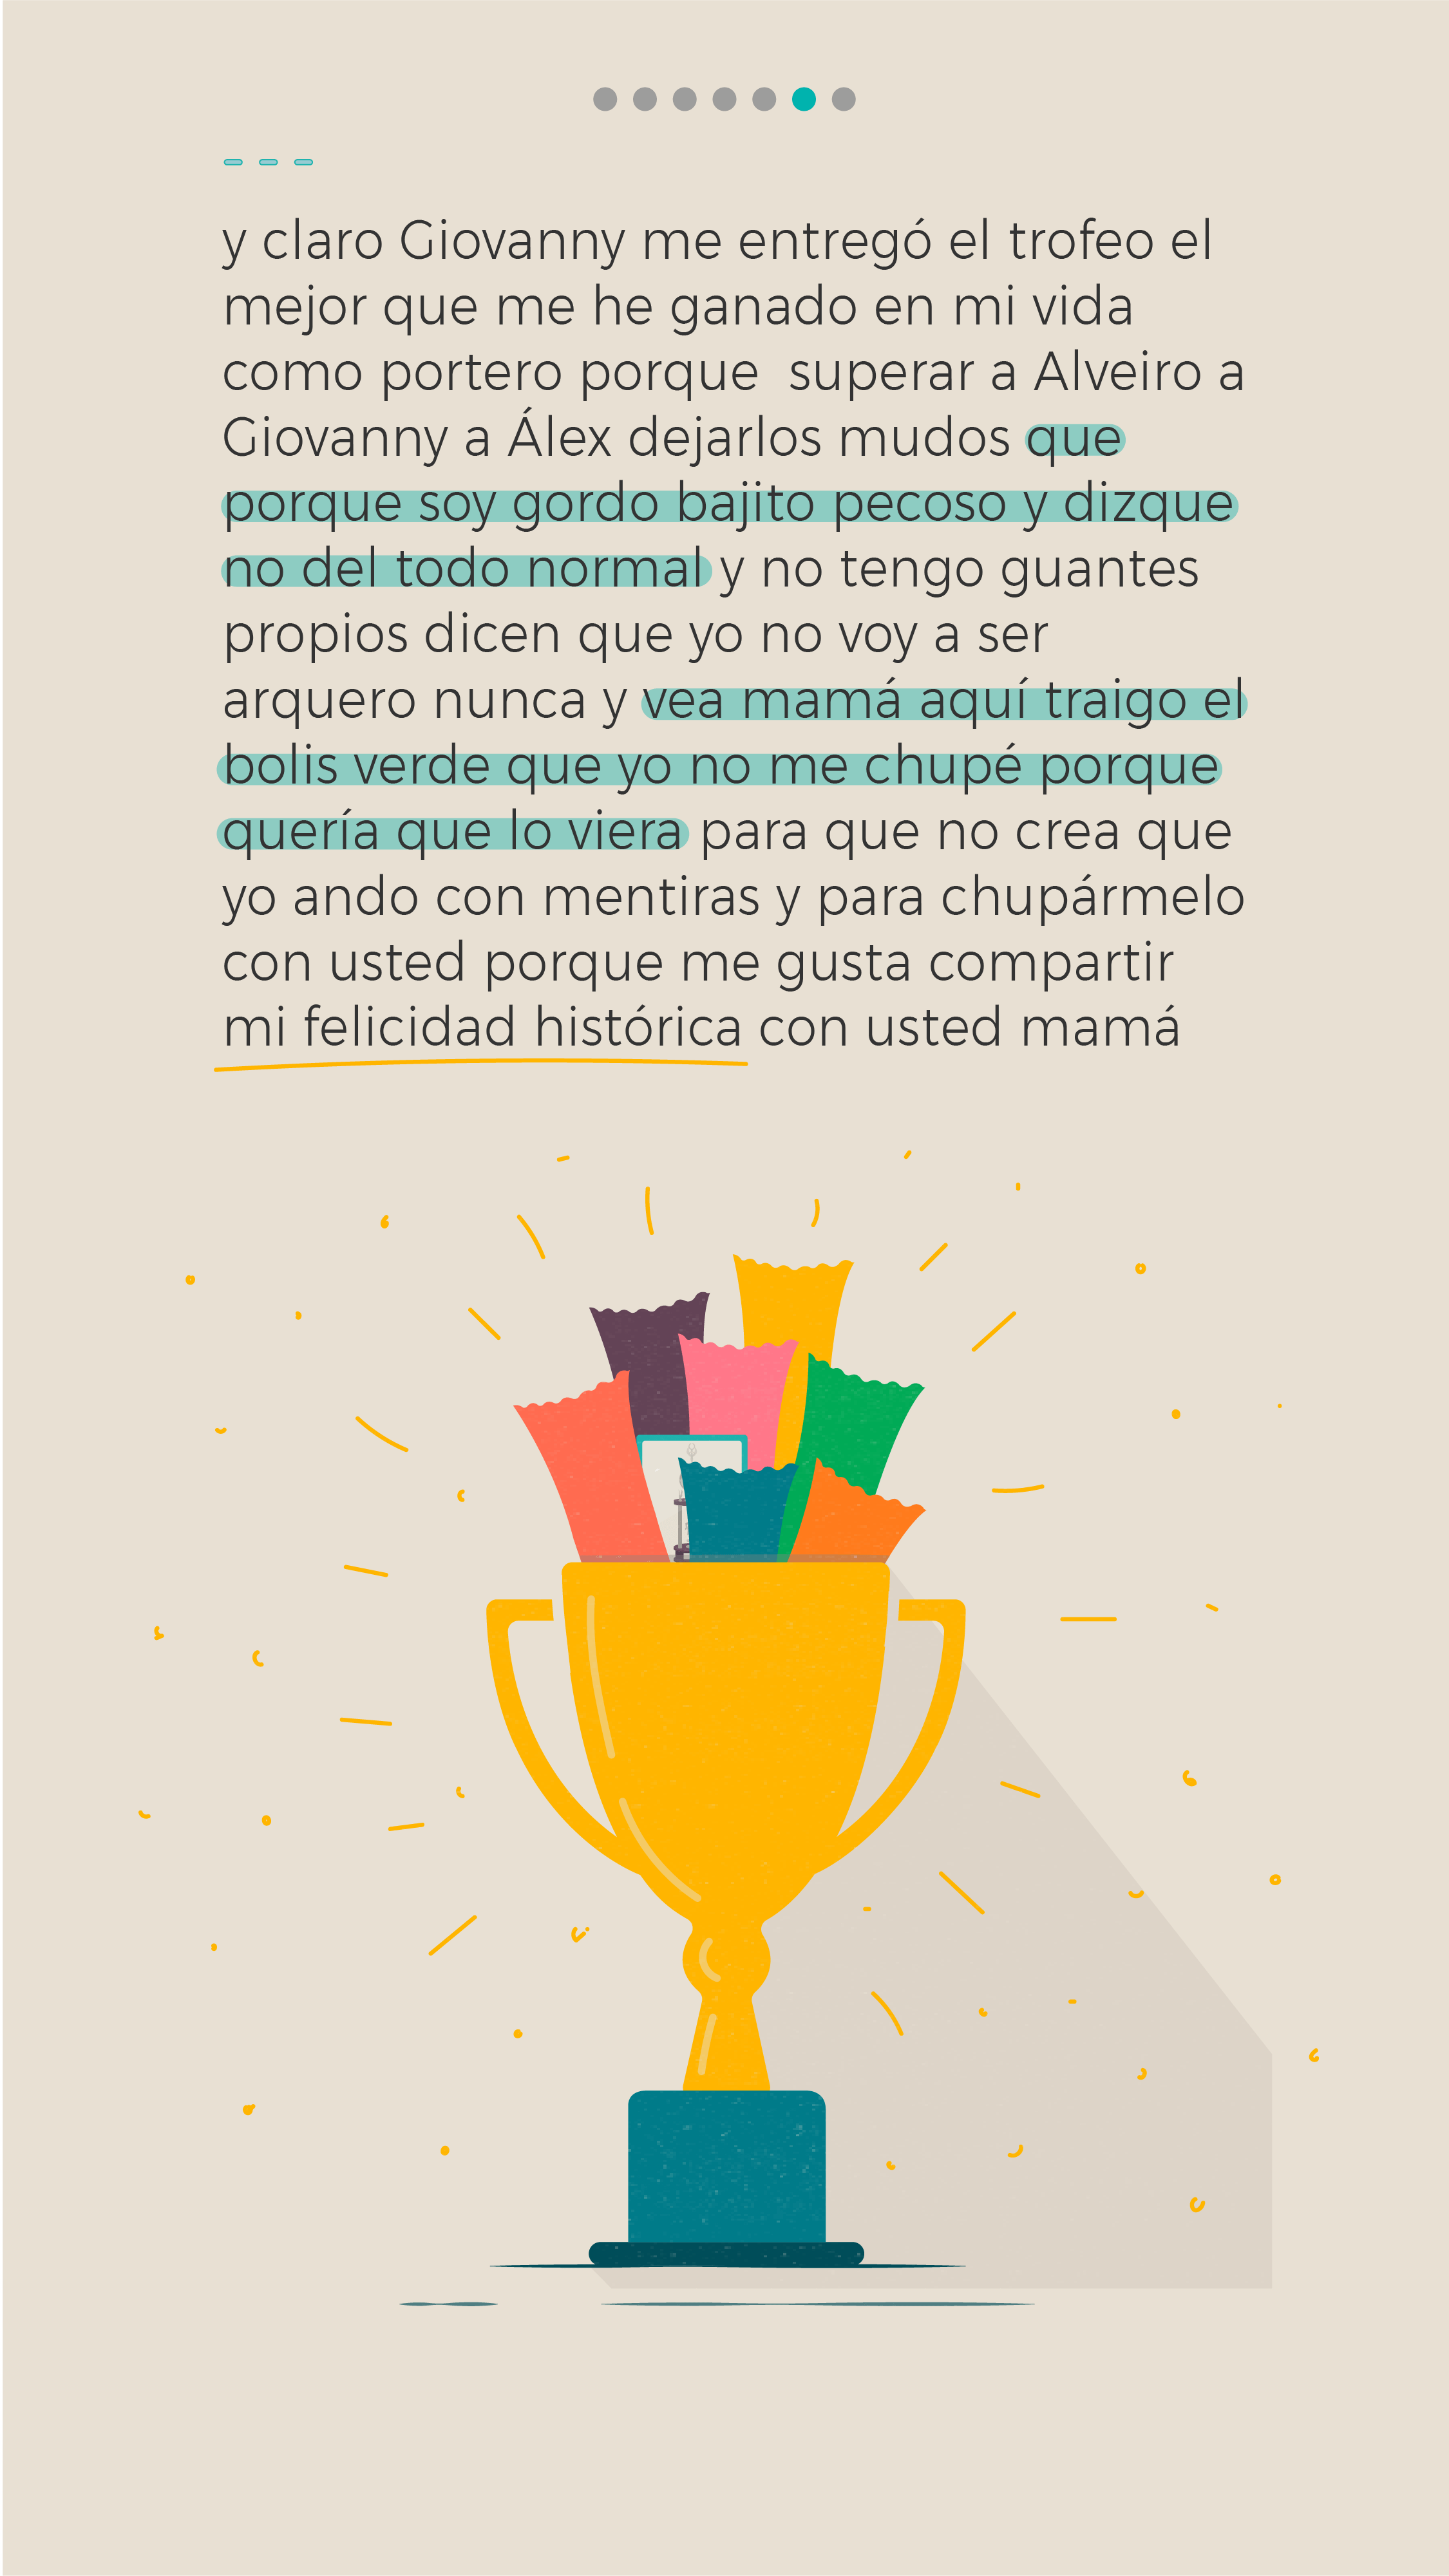 y claro Giovanny me entregó el trofeo el
mejor que me he ganado en mi vida
como portero porque  superar a Alveiro a
Giovanny a Álex dejarlos mudos que
porque soy gordo bajito pecoso y dizque
no del todo normal y no tengo guantes
propios dicen que yo no voy a ser
arquero nunca y vea mamá aquí traigo el
bolis verde que yo no me chupé porque
quería que lo viera para que no crea que
yo ando con mentiras y para chupármelo
con usted porque me gusta compartir
mi felicidad histórica con usted mamá